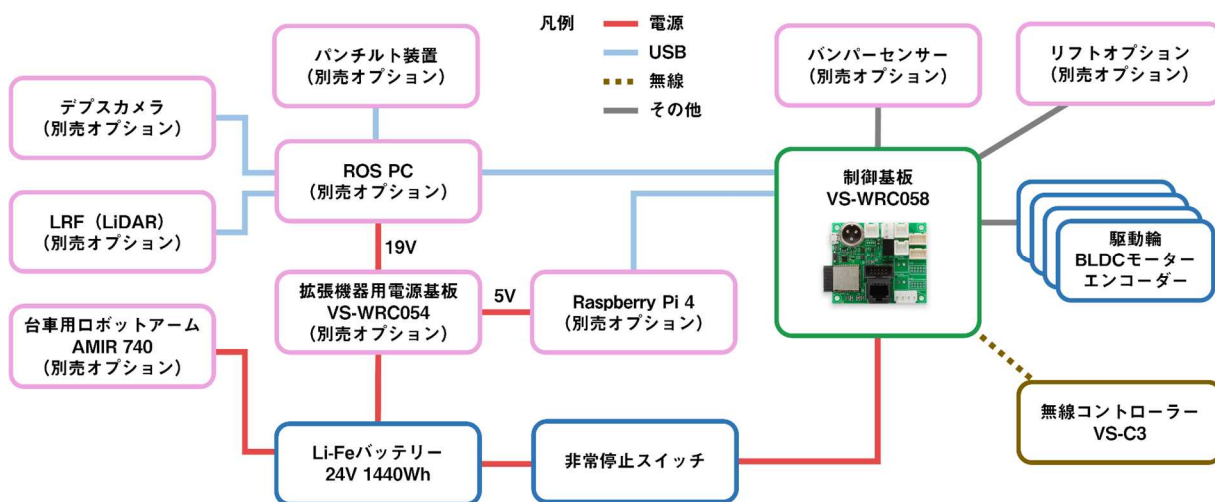 凡例
電源
USB
無線
その他
パンチルト装置
（別売オプション）
バンパーセンサー
（別売オプション）
リフトオプション
（別売オプション）
デプスカメラ
（別売オプション）
ROS PC
（別売オプション）
制御基板
VS-WRC058
LRF（LiDAR）
（別売オプション）
19V
駆動輪
BLDCモーター
エンコーダー
拡張機器用電源基板
VS-WRC054
（別売オプション）
5V
Raspberry Pi 4
（別売オプション）
台車用ロボットアーム
AMIR 740
（別売オプション）
無線コントローラー
VS-C3
Li-Feバッテリー
24V 1440Wh
非常停止スイッチ